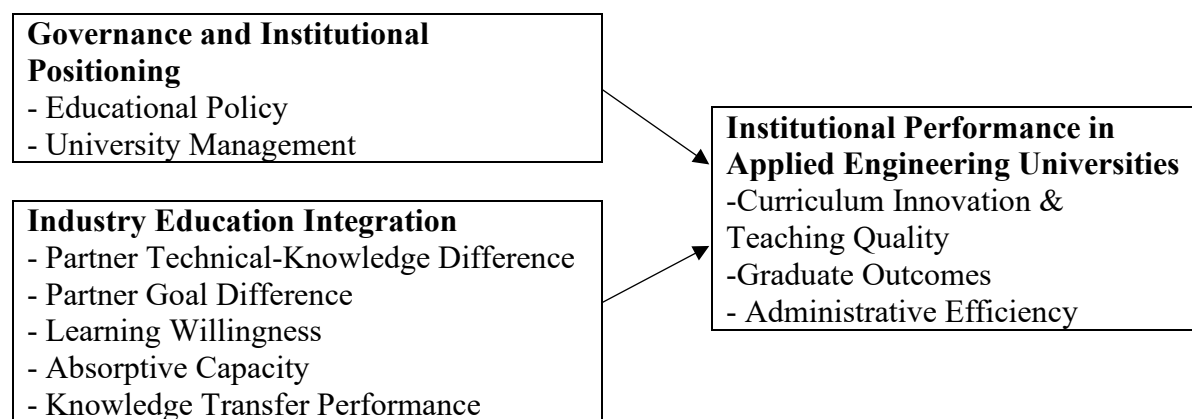 Governance and Institutional
Positioning
- Educational Policy
- University Management
Industry Education Integration
- Partner Technical-Knowledge Difference
- Partner Goal Difference
- Learning Willingness
- Absorptive Capacity
- Knowledge Transfer Performance
Institutional Performance in
Applied Engineering Universities
-Curriculum Innovation &
Teaching Quality
-Graduate Outcomes
- Administrative Efficiency